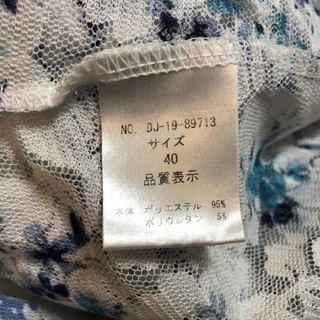 NO. DJ-19-89713
サイズ
40
品質表示
本体 ポリエステル 95%
ポリウレタン 5%